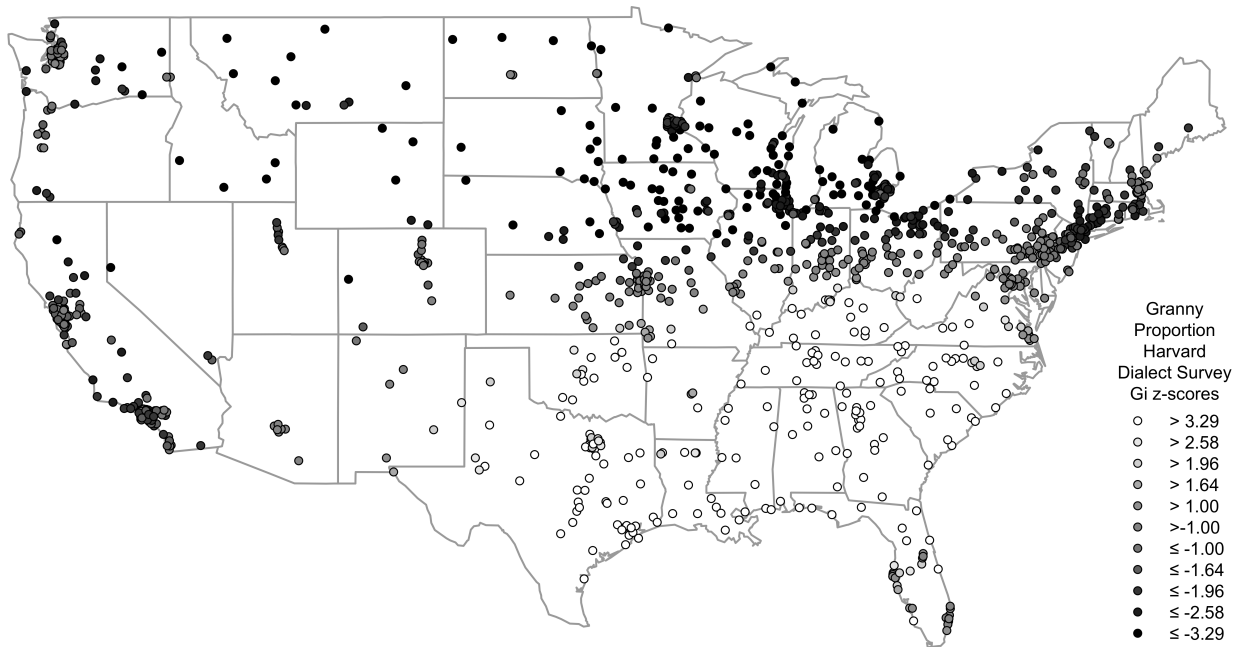 Granny
Proportion
Harvard
Dialect Survey
Gi z-scores
> 3.29
> 2.58
> 1.96
> 1.64
> 1.00
>-1.00
≤ -1.00
≤ -1.64
≤ -1.96
≤ -2.58
≤ -3.29